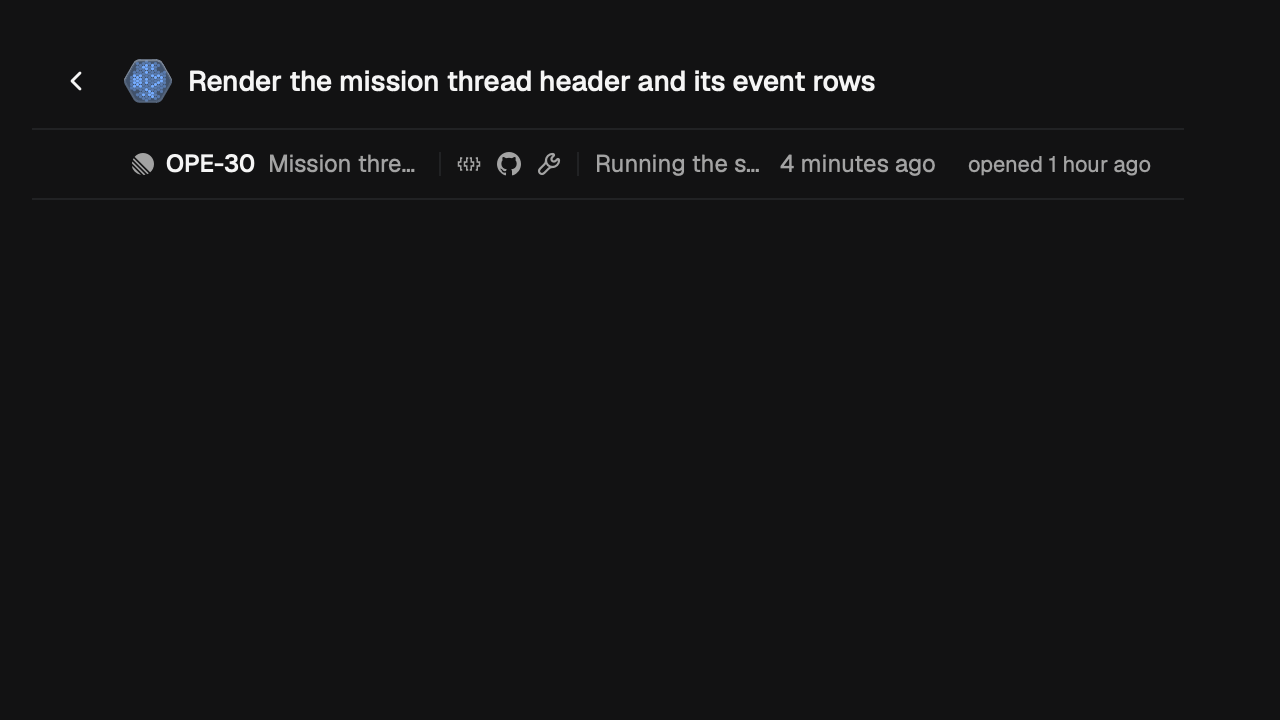 Render the mission thread header and its event rows
OPE-30 Mission thre… Running the s… 4 minutes ago opened 1 hour ago